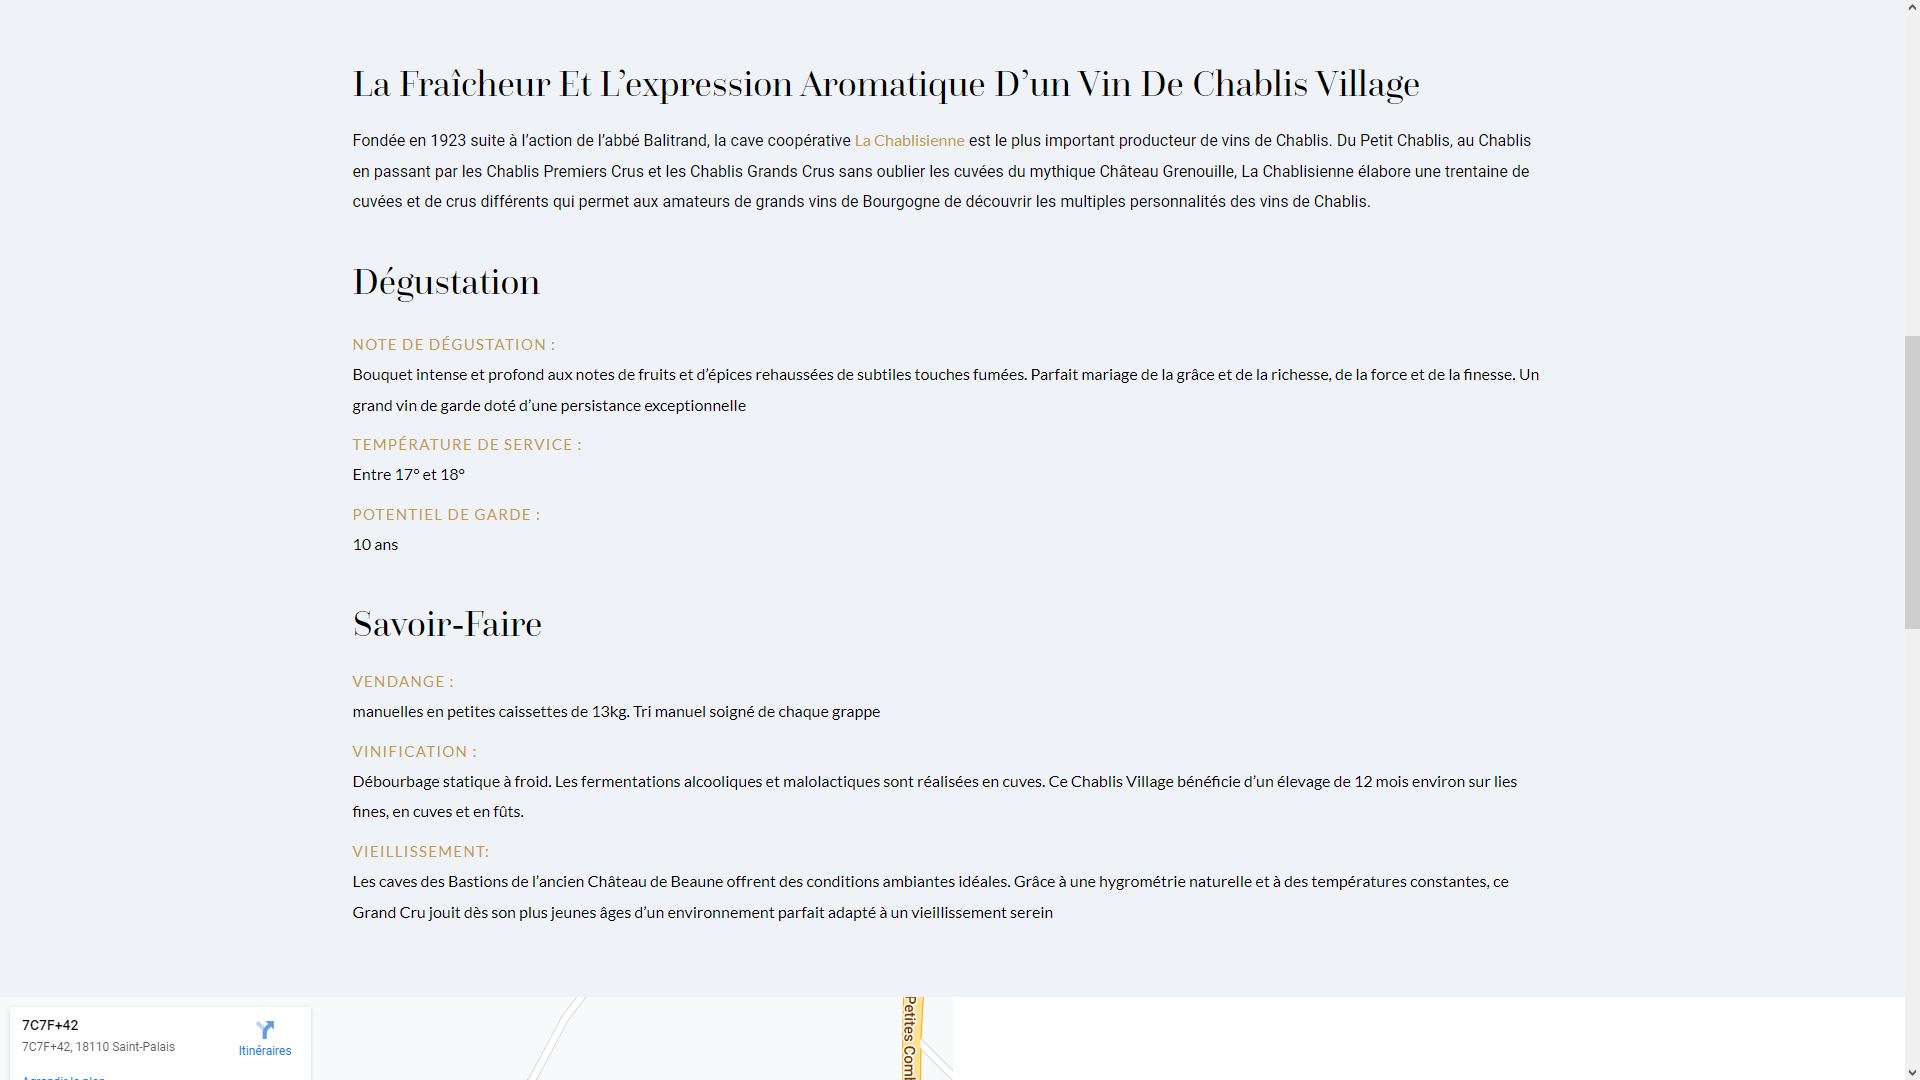 La Fraîcheur Et L’expression Aromatique D’un Vin De Chablis Village
Fondée en 1923 suite à l’action de l’abbé Balitrand, la cave coopérative La Chablisienne est le plus important producteur de vins de Chablis. Du Petit Chablis, au Chablis
en passant par les Chablis Premiers Crus et les Chablis Grands Crus sans oublier les cuvées du mythique Château Grenouille, La Chablisienne élabore une trentaine de
cuvées et de crus différents qui permet aux amateurs de grands vins de Bourgogne de découvrir les multiples personnalités des vins de Chablis.
Dégustation
NOTE DE DÉGUSTATION :
Bouquet intense et profond aux notes de fruits et d’épices rehaussées de subtiles touches fumées. Parfait mariage de la grâce et de la richesse, de la force et de la finesse. Un
grand vin de garde doté d’une persistance exceptionnelle
TEMPÉRATURE DE SERVICE :
Entre 17° et 18°
POTENTIEL DE GARDE :
10 ans
Savoir-Faire
VENDANGE :
manuelles en petites caissettes de 13kg. Tri manuel soigné de chaque grappe
VINIFICATION :
Débourbage statique à froid. Les fermentations alcooliques et malolactiques sont réalisées en cuves. Ce Chablis Village bénéficie d’un élevage de 12 mois environ sur lies
fines, en cuves et en fûts.
VIEILLISSEMENT:
Les caves des Bastions de l’ancien Château de Beaune offrent des conditions ambiantes idéales. Grâce à une hygrométrie naturelle et à des températures constantes, ce
Grand Cru jouit dès son plus jeunes âges d’un environnement parfait adapté à un vieillissement serein
7C7F+42
7C7F+42, 18110 Saint-Palais
Itinéraires
Agrandir le plan
Petites Com